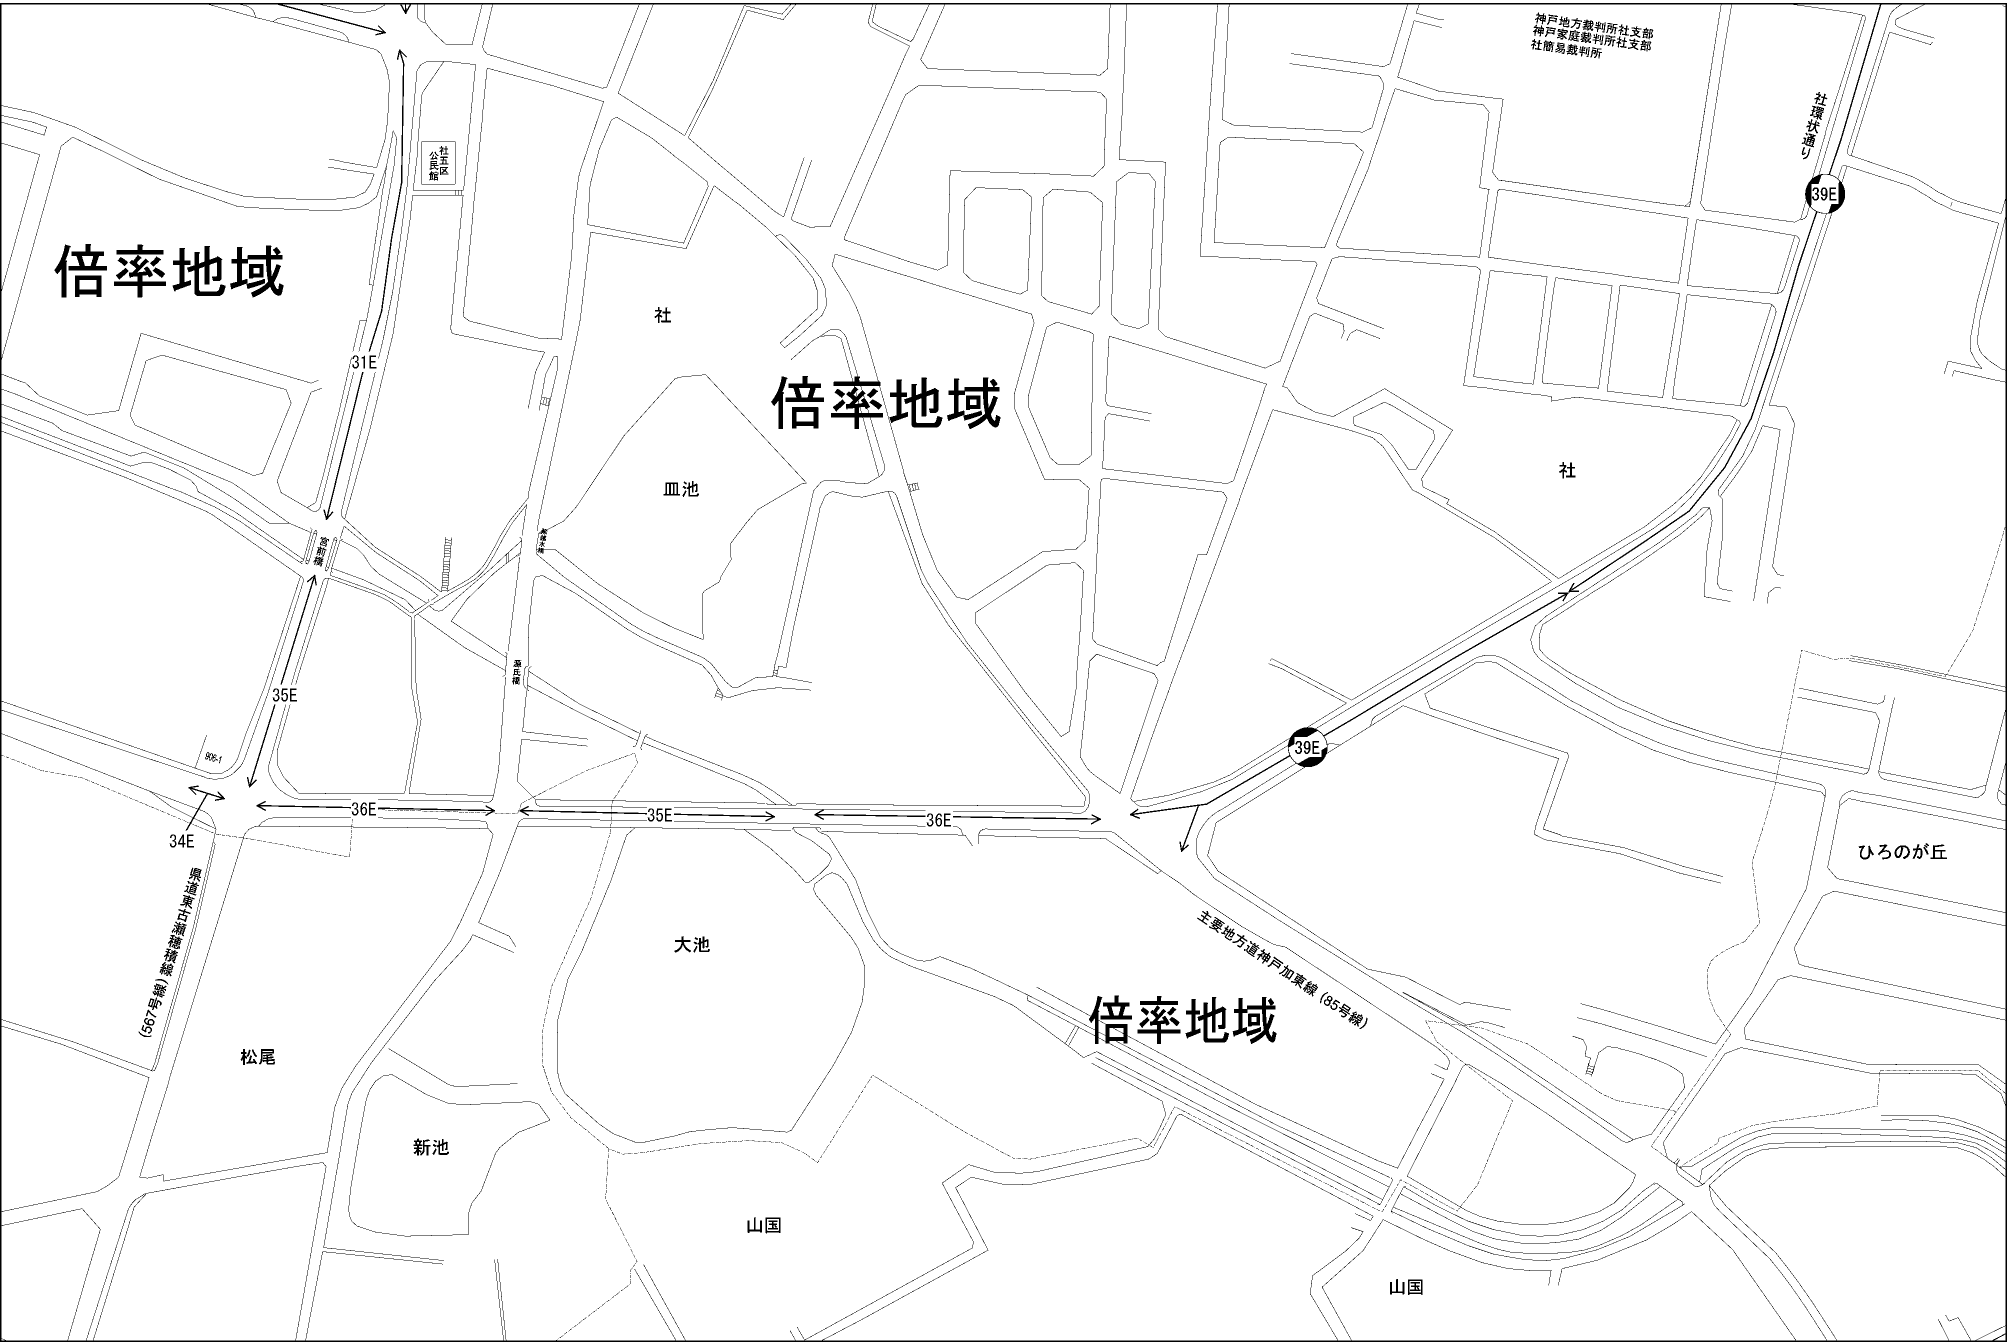 神戸地方裁判所社支部
神戸家庭裁判所社支部
社簡易裁判所
社環状通り
社五区
公民館
39E
倍率地域
社
31E
倍率地域
社
皿池
宮前橋
源氏橋
35E
39E
906-1
36E
35E
36E
34E
ひろのが丘
県道東古瀬穂積線
(567号線)
大池
主要地方道神戸加東線 (85号線)
倍率地域
松尾
新池
山国
山国